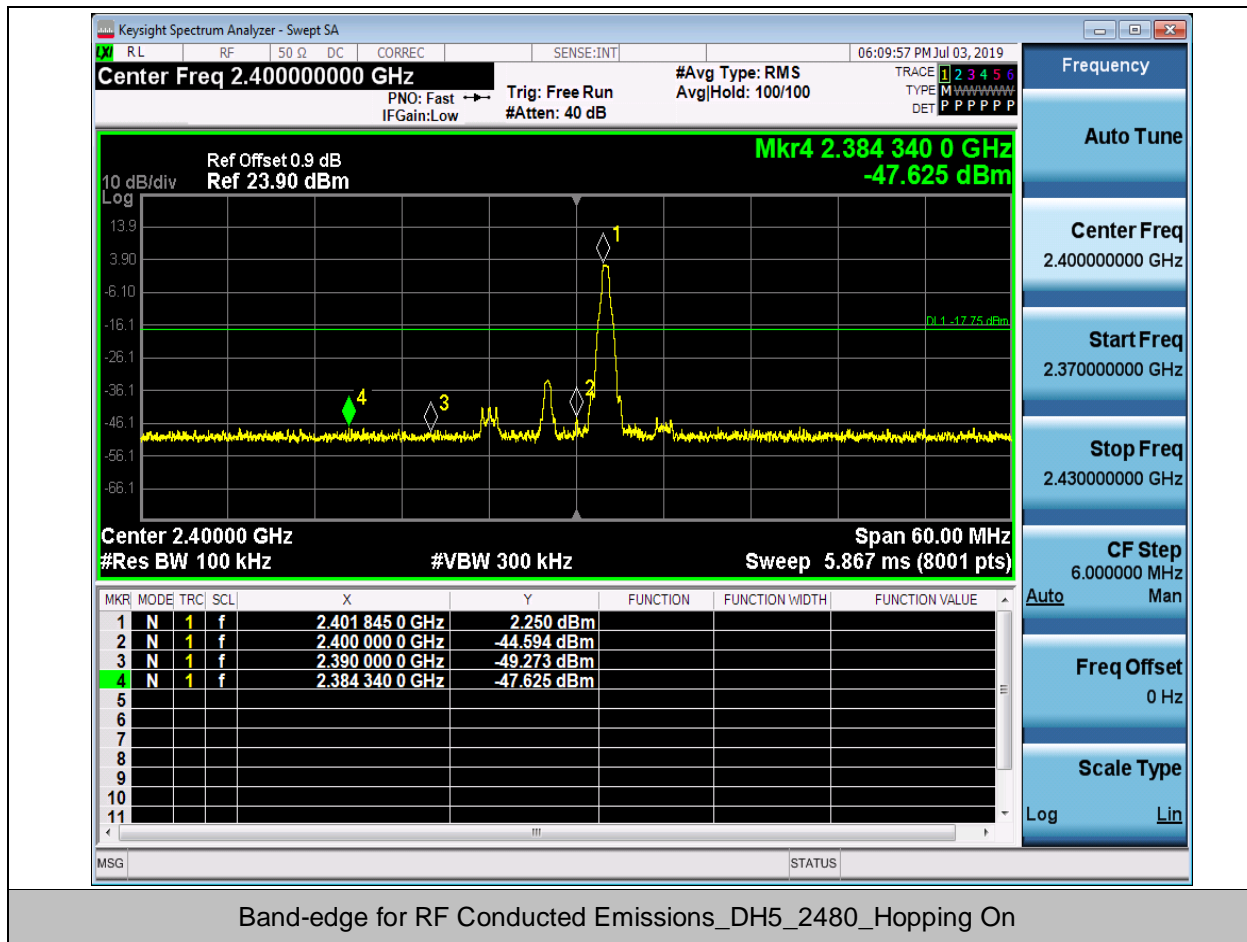 Keysight Spectrum Analyzer - Swept SA
LXI RL RF 50 Ω DC CORREC SENSE:INT 06:09:57 PM Jul 03, 2019
Center Freq 2.400000000 GHz
PNO: Fast
IFGain:Low
Trig: Free Run
#Atten: 40 dB
#Avg Type: RMS
Avg|Hold: 100/100
TRACE 1 2 3 4 5 6
TYPE M WWWWW
DET P P P P P P
Mkr4 2.384 340 0 GHz
-47.625 dBm
Ref Offset 0.9 dB
10 dB/div Ref 23.90 dBm
Log
13.9
3.90
-6.10
-16.1
-26.1
-36.1
-46.1
-56.1
-66.1
1
DL1 -17.75 dBm
2
3
4
Center 2.40000 GHz Span 60.00 MHz
#Res BW 100 kHz #VBW 300 kHz Sweep 5.867 ms (8001 pts)
MKR MODE TRC SCL X Y FUNCTION FUNCTION WIDTH FUNCTION VALUE
1 N 1 f 2.401 845 0 GHz 2.250 dBm
2 N 1 f 2.400 000 0 GHz -44.594 dBm
3 N 1 f 2.390 000 0 GHz -49.273 dBm
4 N 1 f 2.384 340 0 GHz -47.625 dBm
5
6
7
8
9
10
11
MSG STATUS
Frequency
Auto Tune
Center Freq
2.400000000 GHz
Start Freq
2.370000000 GHz
Stop Freq
2.430000000 GHz
CF Step
6.000000 MHz
Auto Man
Freq Offset
0 Hz
Scale Type
Log Lin
Band-edge for RF Conducted Emissions_DH5_2480_Hopping On